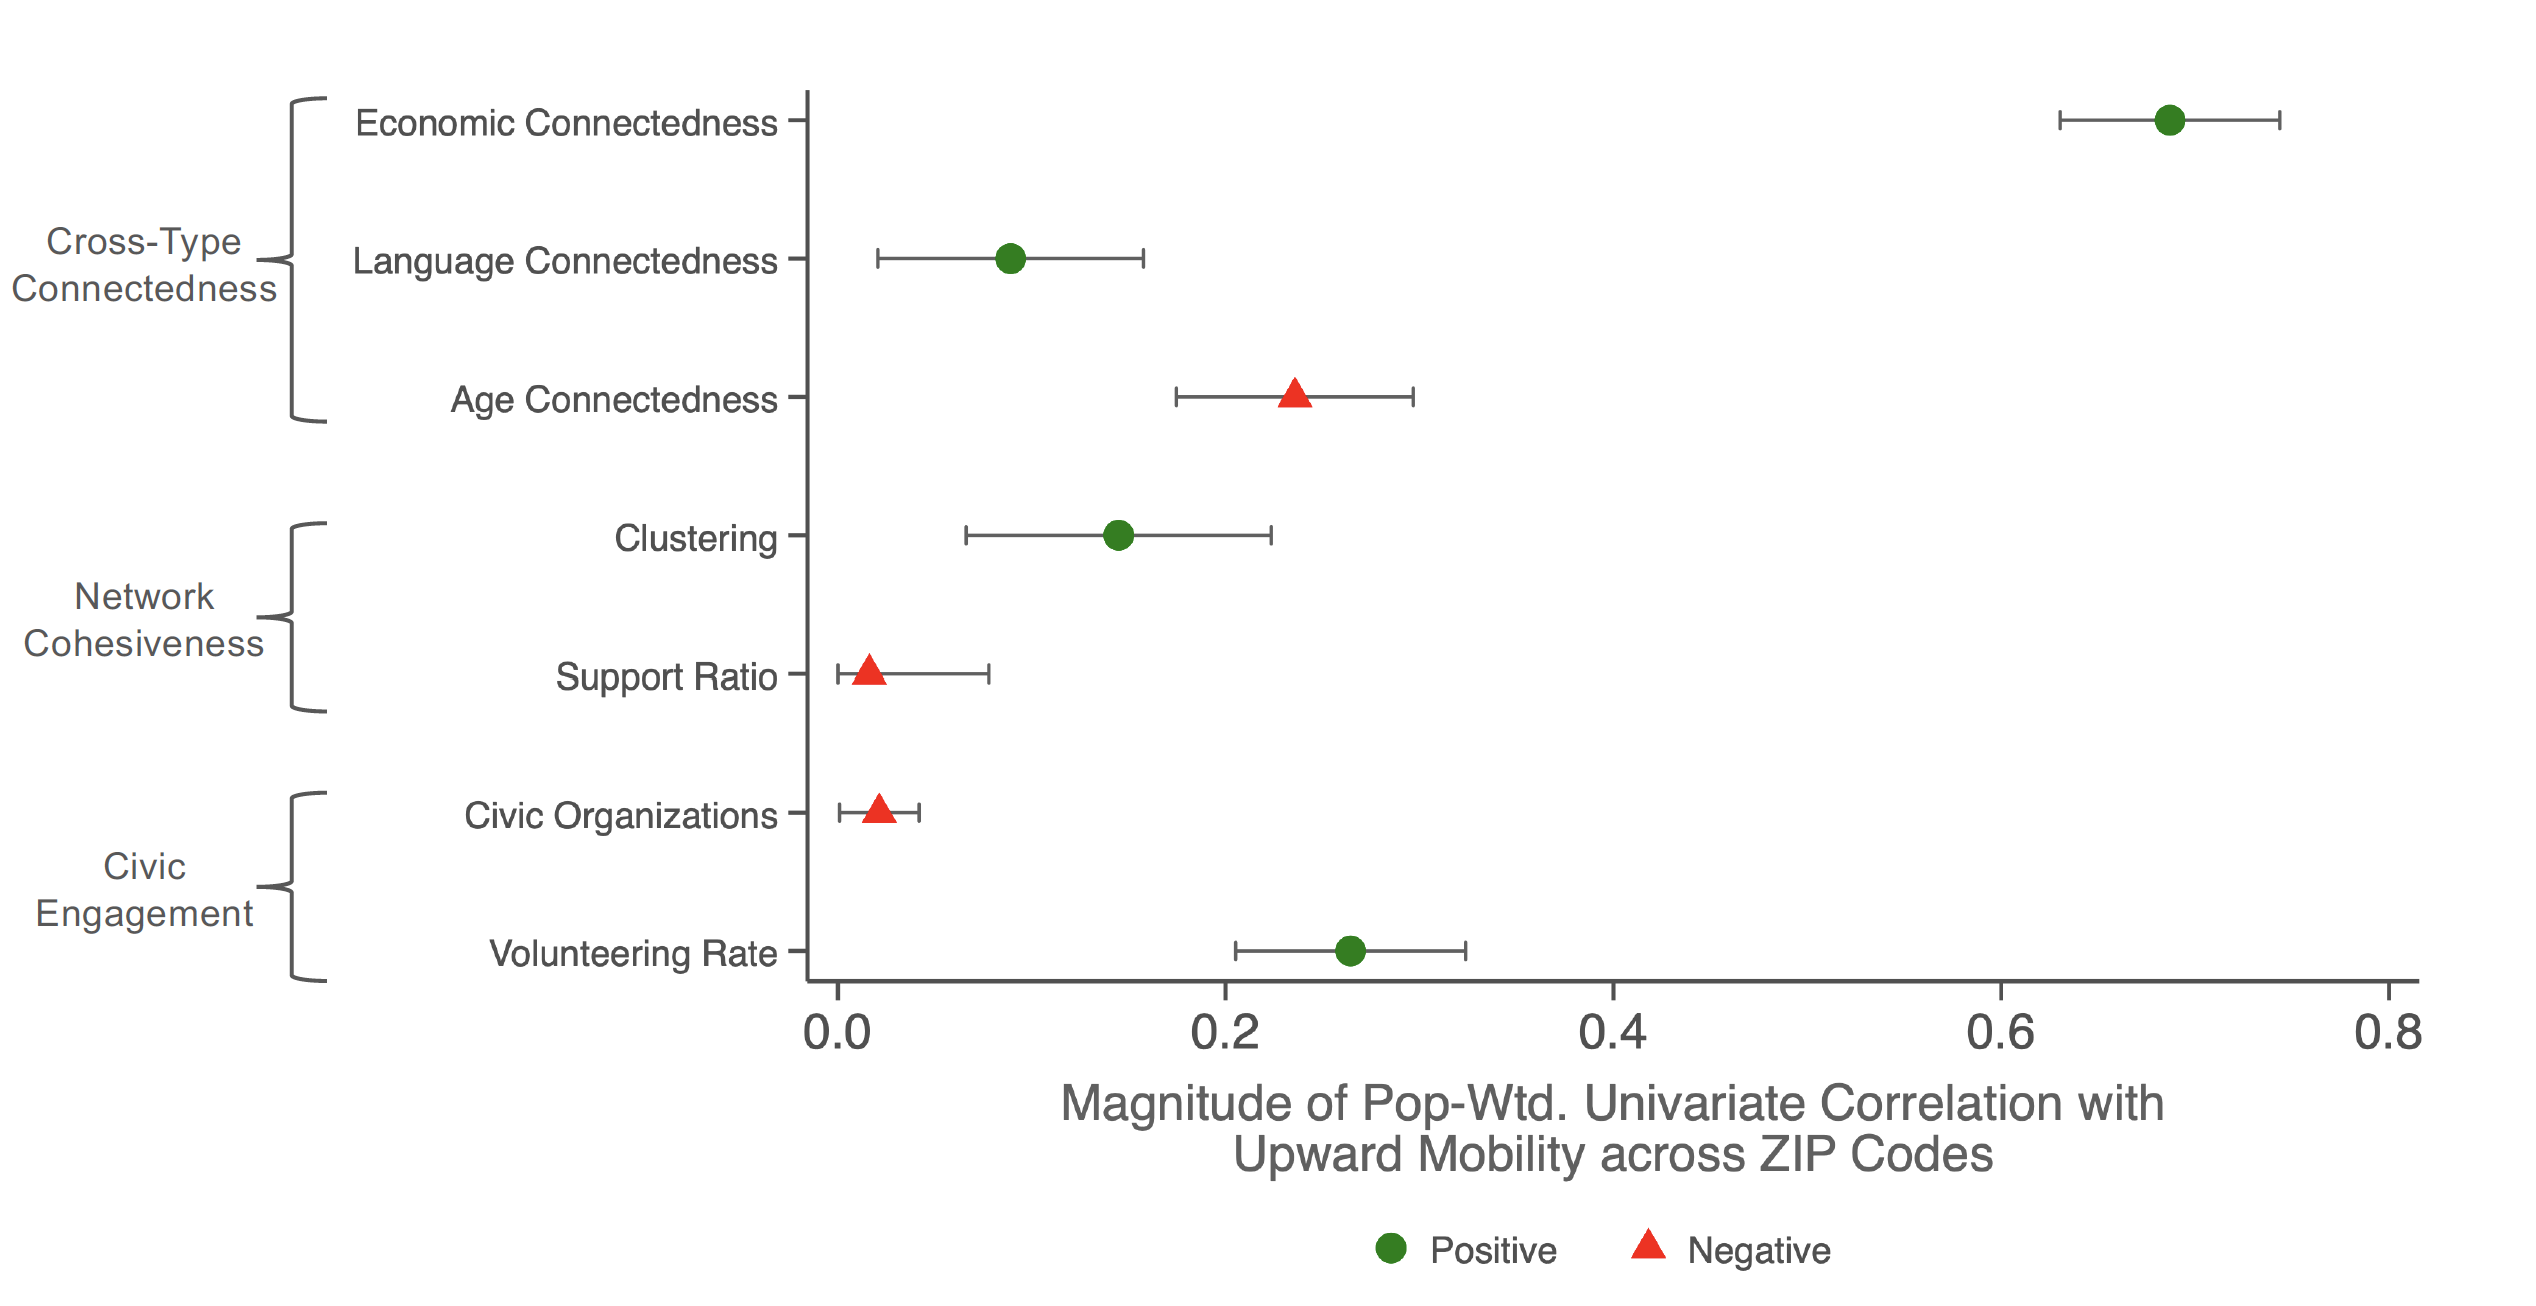 Economic Connectedness
Cross-Type
Connectedness
Language Connectedness
Age Connectedness
Clustering
Network
Cohesiveness
Support Ratio
Civic Organizations
Civic
Engagement
Volunteering Rate
0.0 0.2 0.4 0.6 0.8
Magnitude of Pop-Wtd. Univariate Correlation with
Upward Mobility across ZIP Codes
Positive Negative